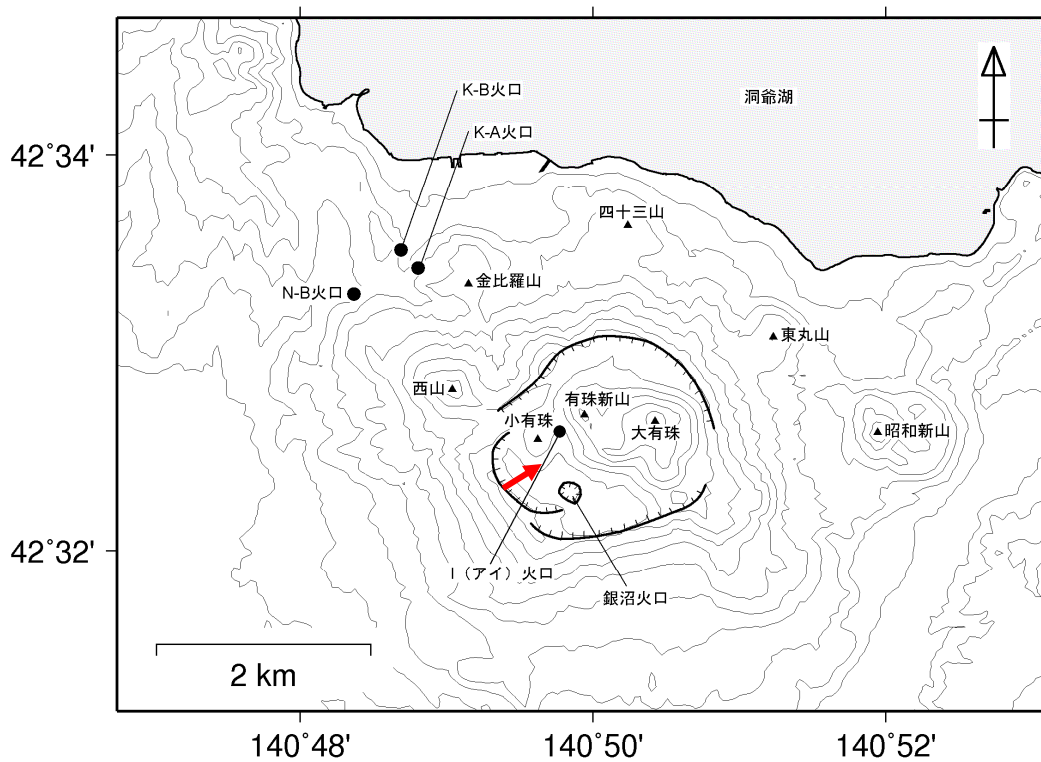 K-B火口
洞爺湖
K-A火口
42°34'
四十三山
金比羅山
N-B火口
東丸山
西山
有珠新山
小有珠
大有珠
昭和新山
42°32'
I（アイ）火口
銀沼火口
2 km
140°48'
140°50'
140°52'